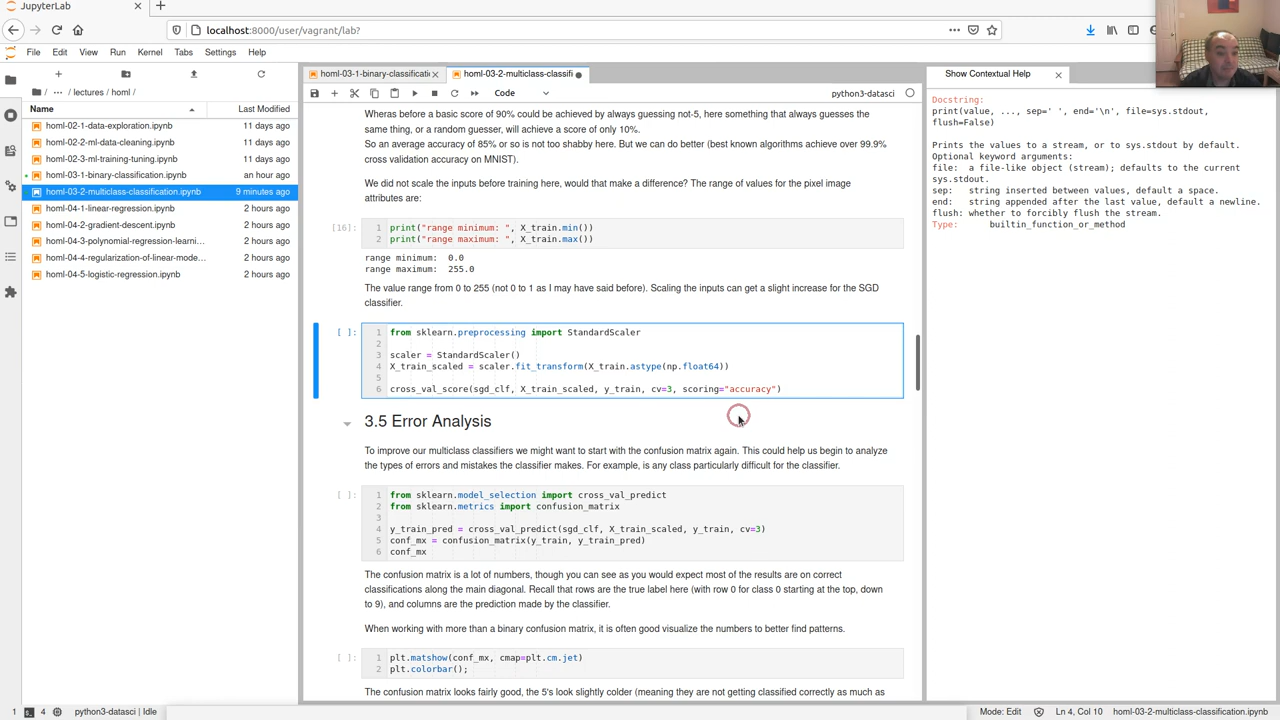 JupyterLab
localhost:8000/user/vagrant/lab?
File Edit View Run Kernel Tabs Settings Help
/ ··· / lectures / homl /
Name Last Modified
homl-02-1-data-exploration.ipynb 11 days ago
homl-02-2-ml-data-cleaning.ipynb 11 days ago
homl-02-3-ml-training-tuning.ipynb 11 days ago
homl-03-1-binary-classification.ipynb an hour ago
homl-03-2-multiclass-classification.ipynb 9 minutes ago
homl-04-1-linear-regression.ipynb 2 hours ago
homl-04-2-gradient-descent.ipynb 2 hours ago
homl-04-3-polynomial-regression-learni... 2 hours ago
homl-04-4-regularization-of-linear-mode... 2 hours ago
homl-04-5-logistic-regression.ipynb 2 hours ago
homl-03-1-binary-classificati
homl-03-2-multiclass-classifi
Code
python3-datasci
Wheras before a basic score of 90% could be achieved by always guessing not-5, here something that always guesses the
same thing, or a random guesser, will achieve a score of only 10%.
So an average accuracy of 85% or so is not too shabby here. But we can do better (best known algorithms achieve over 99.9%
cross validation accuracy on MNIST).
We did not scale the inputs before training here, would that make a difference? The range of values for the pixel image
attributes are:
[16]:
1 print("range minimum: ", X_train.min())
2 print("range maximum: ", X_train.max())
range minimum:  0.0
range maximum:  255.0
The value range from 0 to 255 (not 0 to 1 as I may have said before). Scaling the inputs can get a slight increase for the SGD
classifier.
[ ]:
1 from sklearn.preprocessing import StandardScaler
2
3 scaler = StandardScaler()
4 X_train_scaled = scaler.fit_transform(X_train.astype(np.float64))
5
6 cross_val_score(sgd_clf, X_train_scaled, y_train, cv=3, scoring="accuracy")
3.5 Error Analysis
To improve our multiclass classifiers we might want to start with the confusion matrix again. This could help us begin to analyze
the types of errors and mistakes the classifier makes. For example, is any class particularly difficult for the classifier.
[ ]:
1 from sklearn.model_selection import cross_val_predict
2 from sklearn.metrics import confusion_matrix
3
4 y_train_pred = cross_val_predict(sgd_clf, X_train_scaled, y_train, cv=3)
5 conf_mx = confusion_matrix(y_train, y_train_pred)
6 conf_mx
The confusion matrix is a lot of numbers, though you can see as you would expect most of the results are on correct
classifications along the main diagonal. Recall that rows are the true label here (with row 0 for class 0 starting at the top, down
to 9), and columns are the prediction made by the classifier.
When working with more than a binary confusion matrix, it is often good visualize the numbers to better find patterns.
[ ]:
1 plt.matshow(conf_mx, cmap=plt.cm.jet)
2 plt.colorbar();
The confusion matrix looks fairly good, the 5's look slightly colder (meaning they are not getting classified correctly as much as
Show Contextual Help
Docstring:
print(value, ..., sep=' ', end='\n', file=sys.stdout,
flush=False)
Prints the values to a stream, or to sys.stdout by default.
Optional keyword arguments:
file:  a file-like object (stream); defaults to the current
sys.stdout.
sep:   string inserted between values, default a space.
end:   string appended after the last value, default a newline.
flush: whether to forcibly flush the stream.
Type:      builtin_function_or_method
1 4 python3-datasci | Idle Mode: Edit Ln 4, Col 10 homl-03-2-multiclass-classification.ipynb